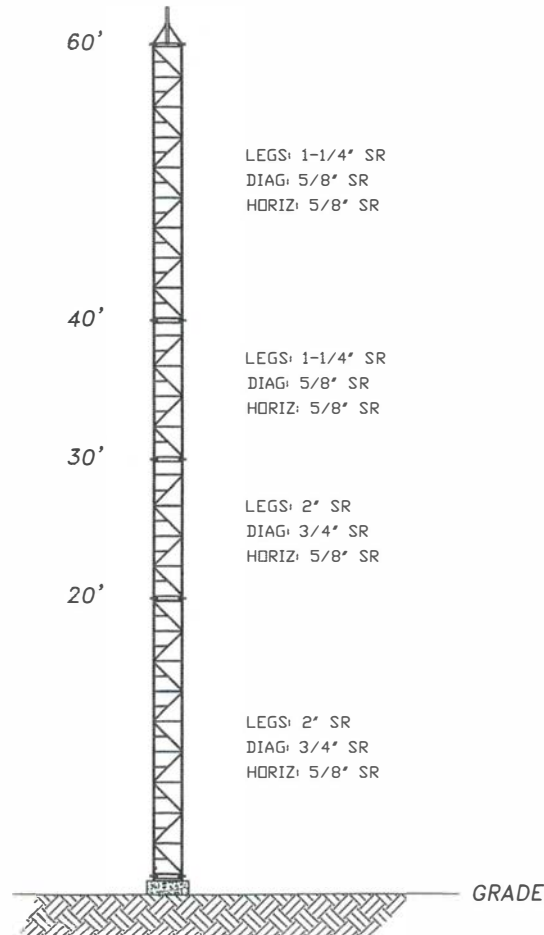 60'
LEGS: 1-1/4" SR
DIAG: 5/8" SR
HORIZ: 5/8" SR
40'
LEGS: 1-1/4" SR
DIAG: 5/8" SR
HORIZ: 5/8" SR
30'
LEGS: 2" SR
DIAG: 3/4" SR
HORIZ: 5/8" SR
20'
LEGS: 2" SR
DIAG: 3/4" SR
HORIZ: 5/8" SR
GRADE